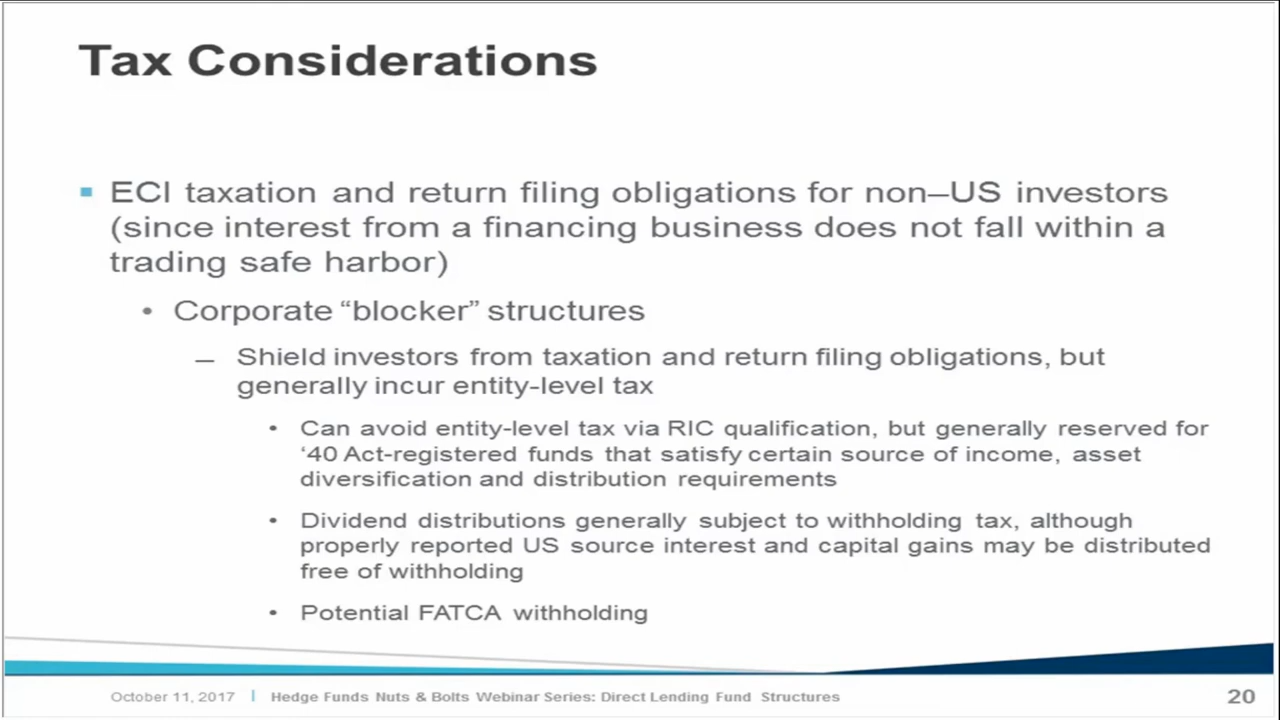 Tax Considerations
▪ ECI taxation and return filing obligations for non–US investors
(since interest from a financing business does not fall within a
trading safe harbor)
• Corporate “blocker” structures
– Shield investors from taxation and return filing obligations, but
generally incur entity-level tax
• Can avoid entity-level tax via RIC qualification, but generally reserved for
‘40 Act-registered funds that satisfy certain source of income, asset
diversification and distribution requirements
• Dividend distributions generally subject to withholding tax, although
properly reported US source interest and capital gains may be distributed
free of withholding
• Potential FATCA withholding
October 11, 2017 | Hedge Funds Nuts & Bolts Webinar Series: Direct Lending Fund Structures
20